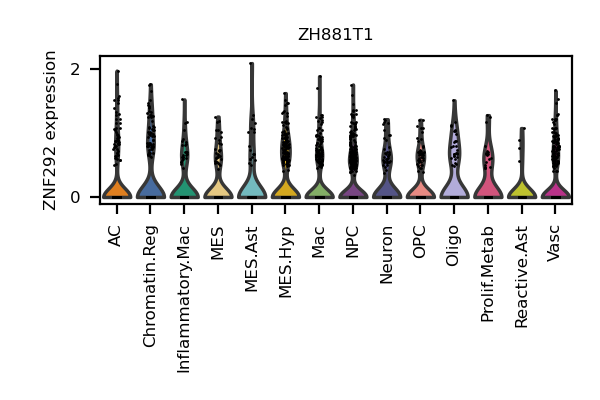 ZH881T1
ZNF292 expression
2
0
AC
Chromatin.Reg
Inflammatory.Mac
MES
MES.Ast
MES.Hyp
Mac
NPC
Neuron
OPC
Oligo
Prolif.Metab
Reactive.Ast
Vasc